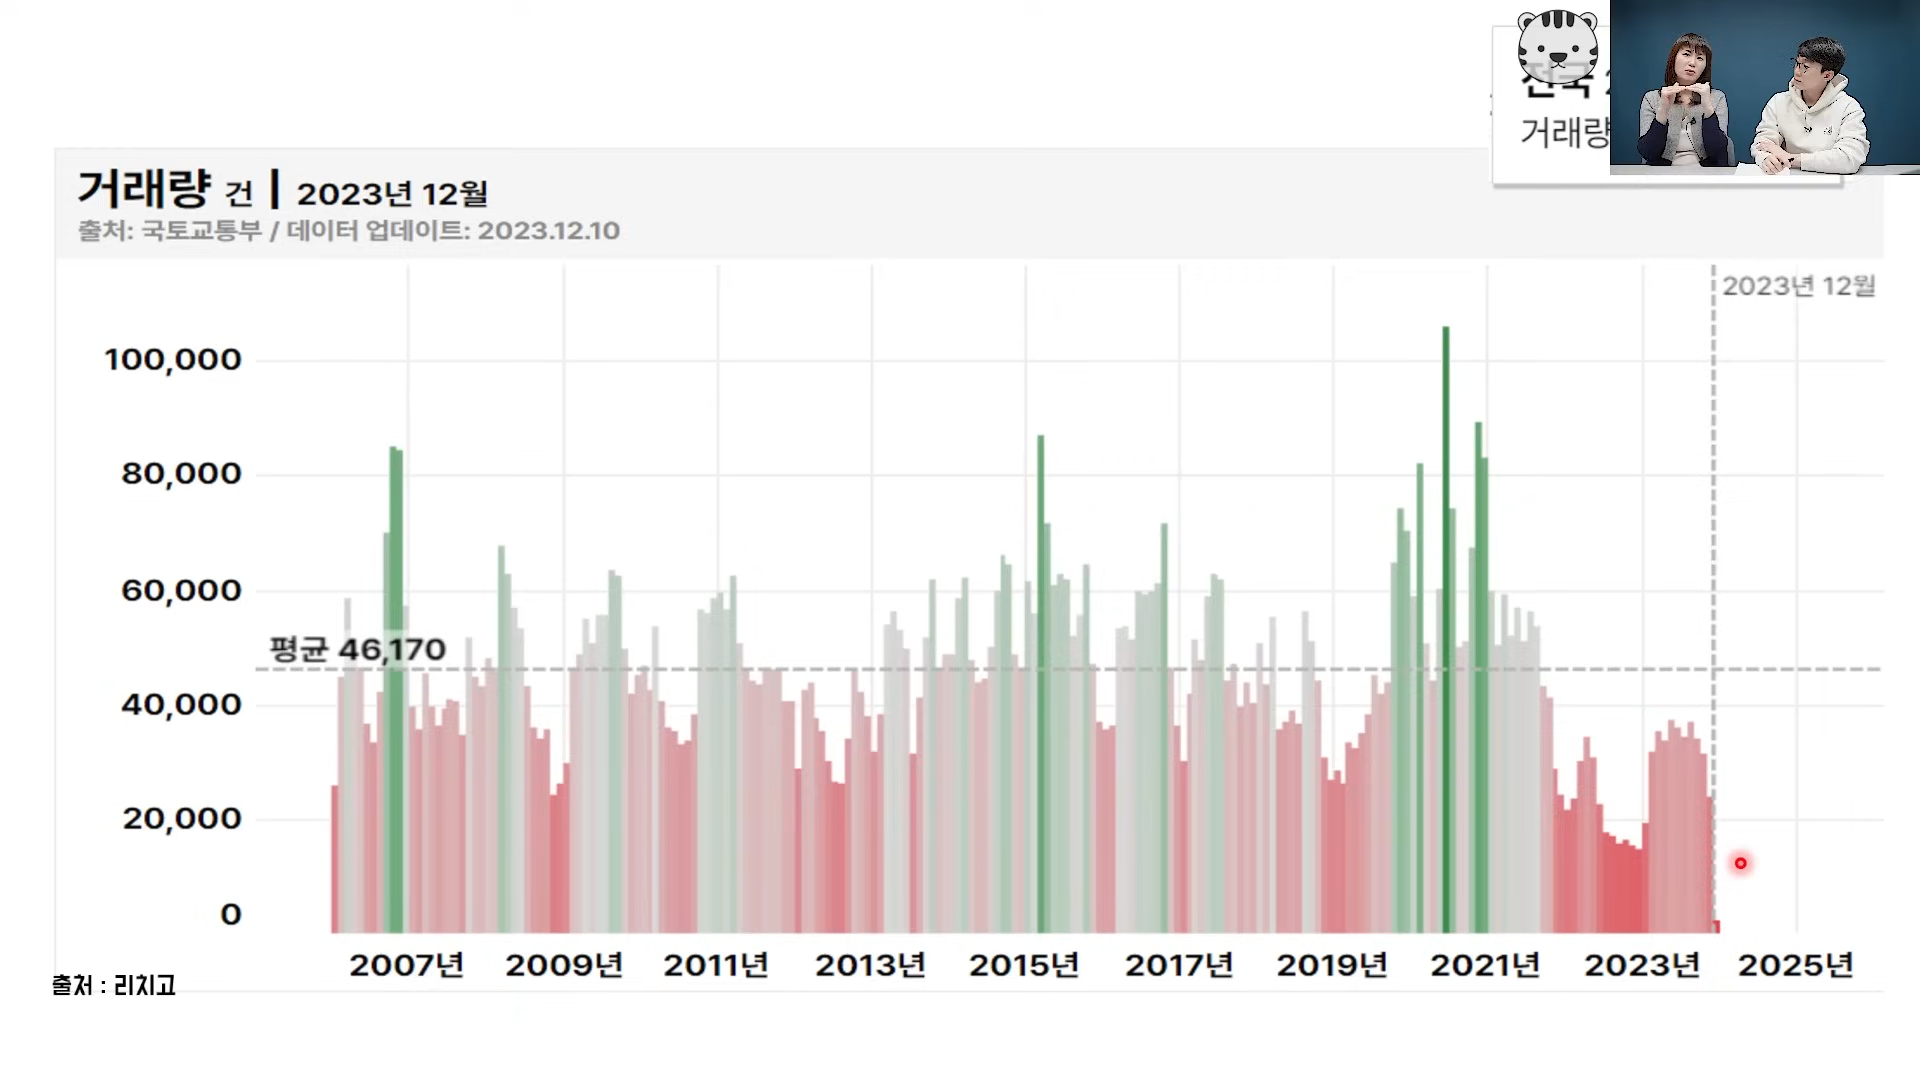 전국
거래량
거래량 건 | 2023년 12월
출처: 국토교통부 / 데이터 업데이트: 2023.12.10
2023년 12월
100,000
80,000
60,000
평균 46,170
40,000
20,000
0
2007년 2009년 2011년 2013년 2015년 2017년 2019년 2021년 2023년 2025년
출처 : 리치고